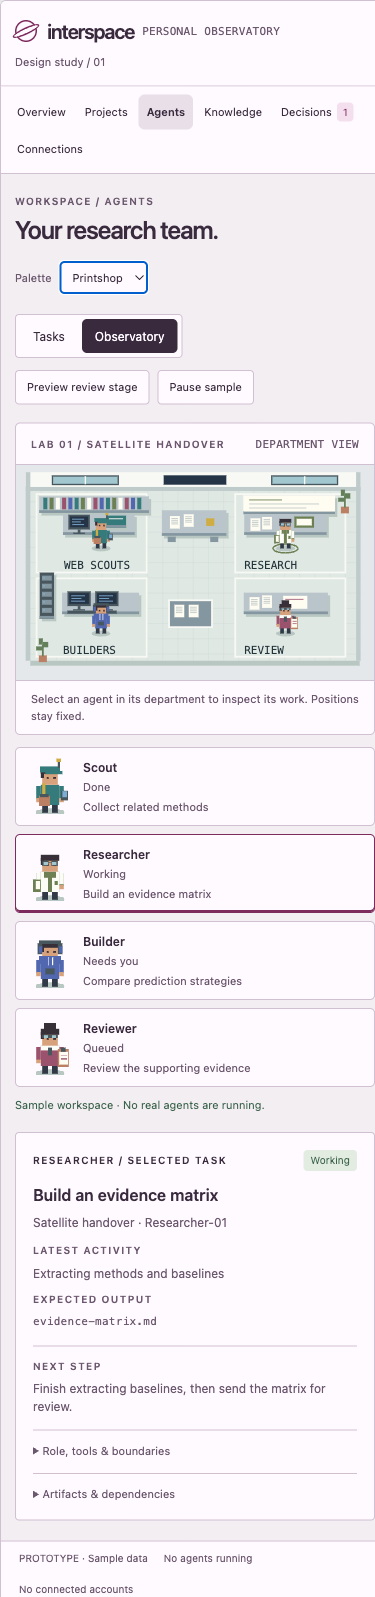 interspace PERSONAL OBSERVATORY
Design study / 01
Overview Projects Agents Knowledge Decisions 1
Connections
WORKSPACE / AGENTS
Your research team.
Palette Printshop
Tasks Observatory
Preview review stage Pause sample
LAB 01 / SATELLITE HANDOVER DEPARTMENT VIEW
WEB SCOUTS RESEARCH
BUILDERS REVIEW
Select an agent in its department to inspect its work. Positions
stay fixed.
Scout
Done
Collect related methods
Researcher
Working
Build an evidence matrix
Builder
Needs you
Compare prediction strategies
Reviewer
Queued
Review the supporting evidence
Sample workspace · No real agents are running.
RESEARCHER / SELECTED TASK Working
Build an evidence matrix
Satellite handover · Researcher-01
LATEST ACTIVITY
Extracting methods and baselines
EXPECTED OUTPUT
evidence-matrix.md
NEXT STEP
Finish extracting baselines, then send the matrix for
review.
Role, tools & boundaries
Artifacts & dependencies
PROTOTYPE · Sample data No agents running
No connected accounts